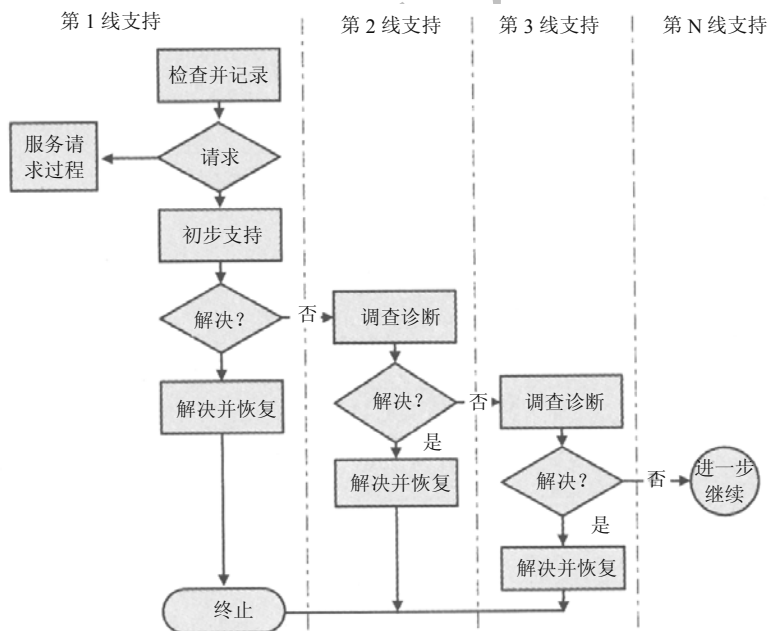 第 1 线支持
第 2 线支持
第 3 线支持
第 N 线支持
检查并记录
请求
服务请
求过程
初步支持
解决？
否
调查诊断
解决？
否
调查诊断
解决并恢复
是
解决并恢复
解决？
否
进一步
继续
是
解决并恢复
终止